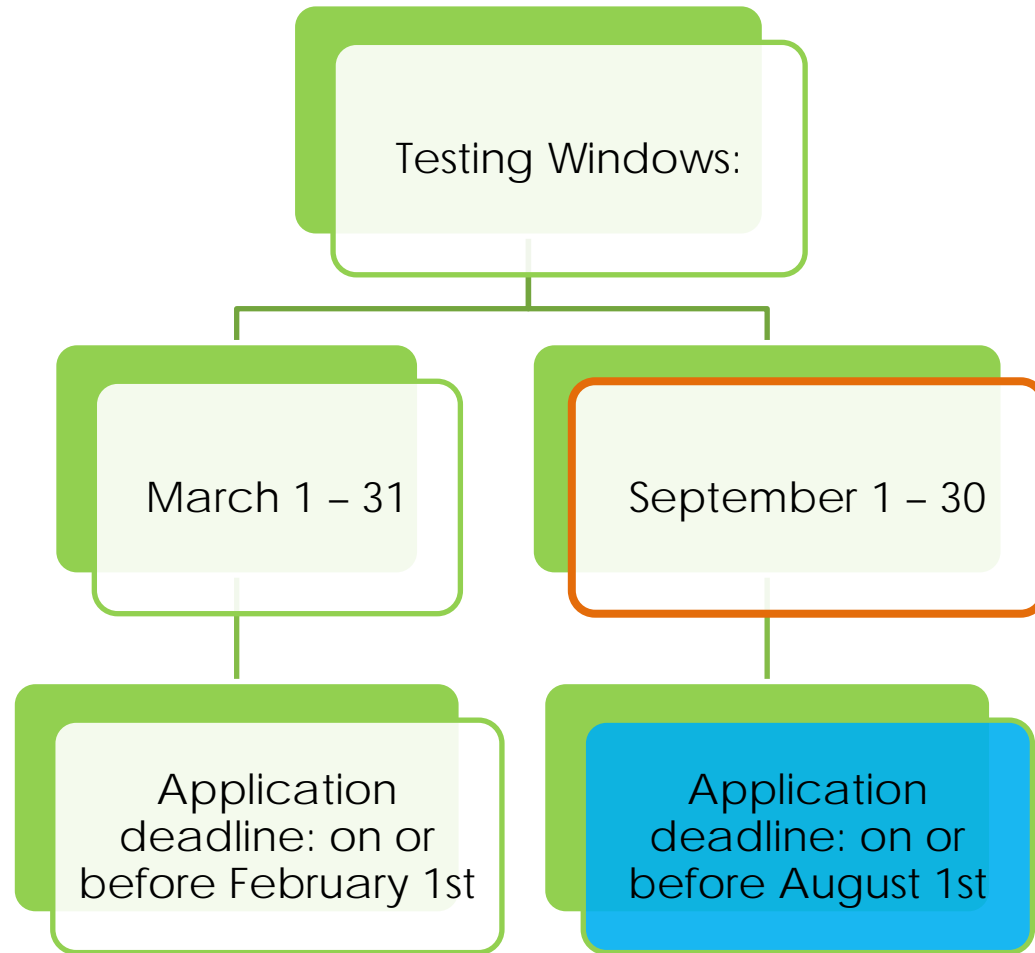 Testing Windows:
March 1 – 31
September 1 – 30
Application
deadline: on or
before February 1st
Application
deadline: on or
before August 1st